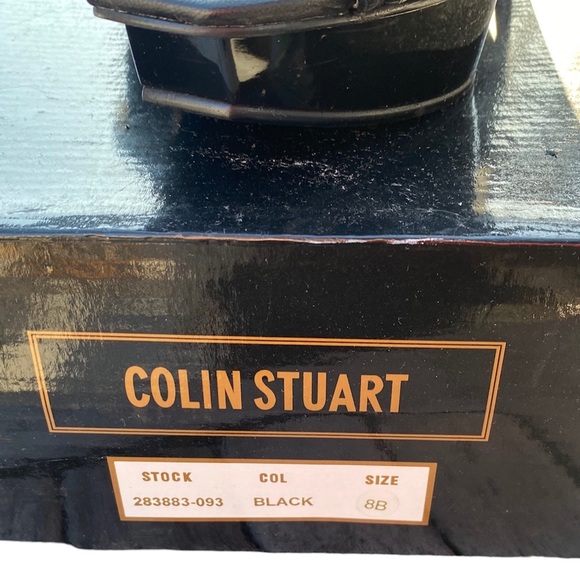 COLIN STUART
STOCK COL SIZE
283883-093 BLACK 8B